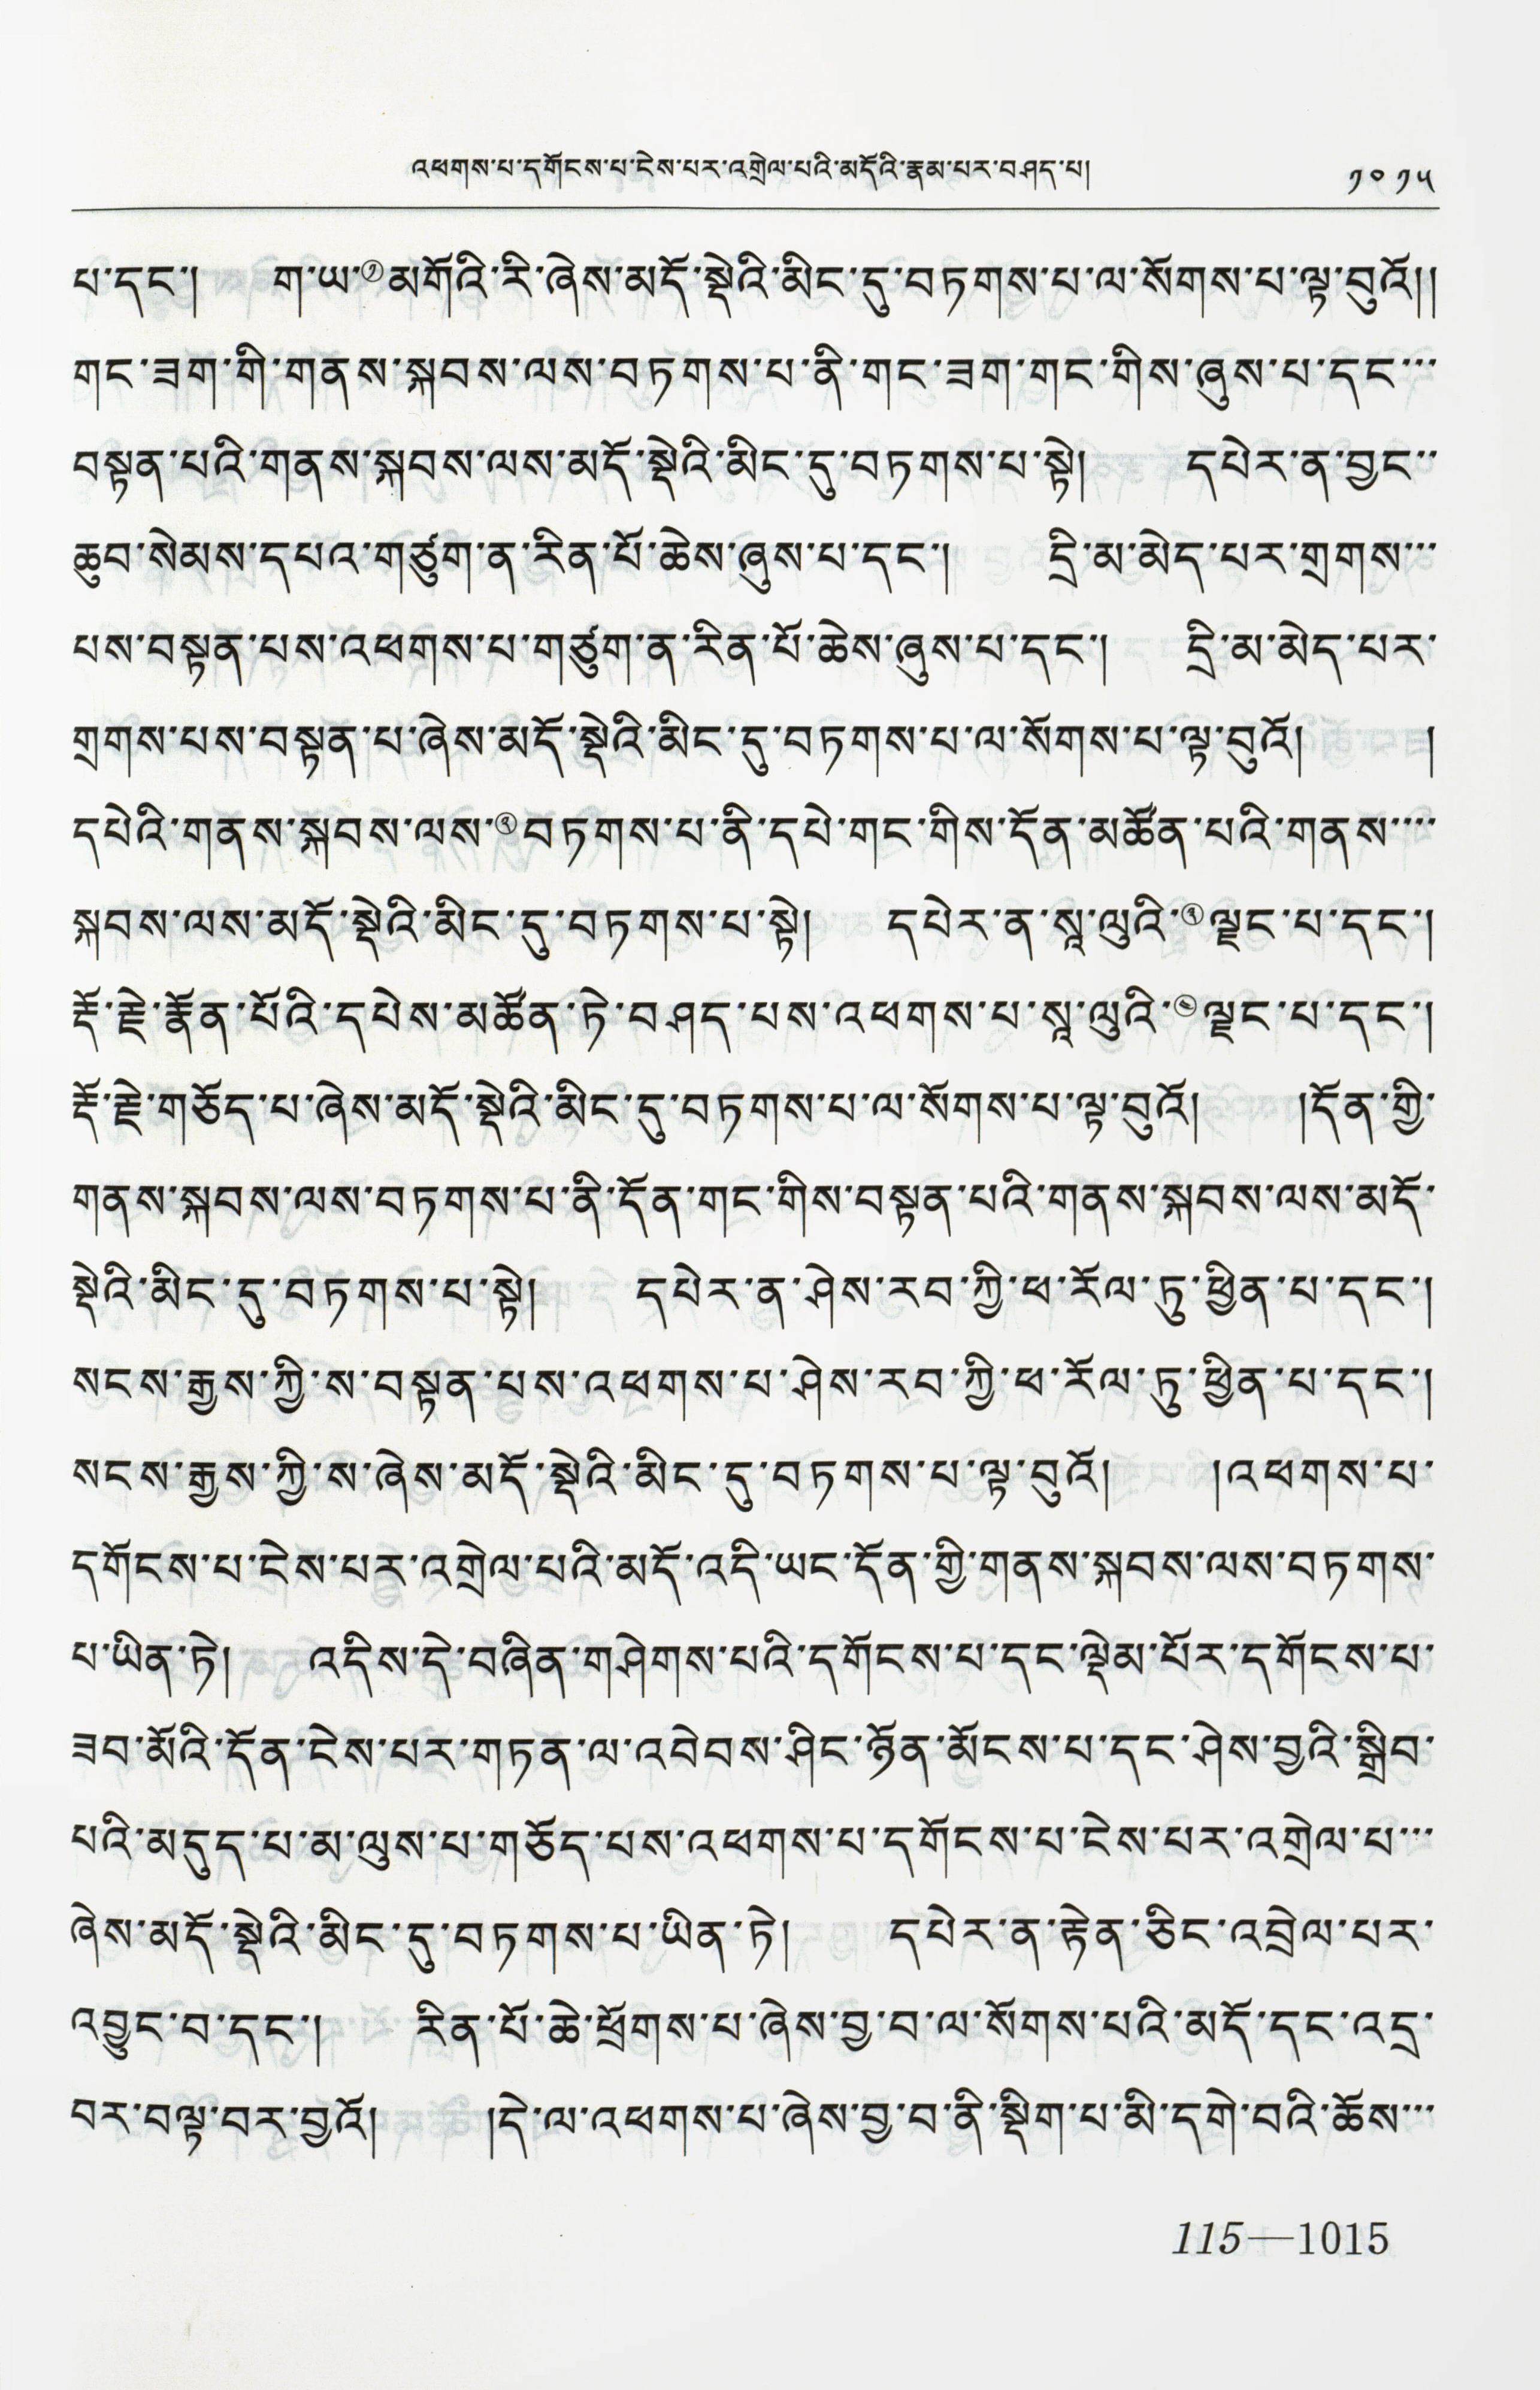 འཕགས་པ་དགོངས་པ་ངེས་པར་འགྲེལ་པའི་མདོའི་རྣམ་པར་བཤད་པ། ༡༠༡༥
པ་དང་། ག་ཡ་①མགོའི་རི་ཞེས་མདོ་སྡེའི་མིང་དུ་བཏགས་པ་ལ་སོགས་པ་ལྟ་བུའོ།།
གང་ཟག་གི་གནས་སྐབས་ལས་བཏགས་པ་ནི་གང་ཟག་གང་གིས་ཞུས་པ་དང་་་
བསྟན་པའི་གནས་སྐབས་ལས་མདོ་སྡེའི་མིང་དུ་བཏགས་པ་སྟེ། དཔེར་ན་བྱང་་
ཆུབ་སེམས་དཔའ་གཙུག་ན་རིན་པོ་ཆེས་ཞུས་པ་དང་། དྲི་མ་མེད་པར་གྲགས་་་
པས་བསྟན་པས་འཕགས་པ་གཙུག་ན་རིན་པོ་ཆེས་ཞུས་པ་དང་། དྲི་མ་མེད་པར་
གྲགས་པས་བསྟན་པ་ཞེས་མདོ་སྡེའི་མིང་དུ་བཏགས་པ་ལ་སོགས་པ་ལྟ་བུའོ། །
དཔེའི་གནས་སྐབས་ལས་②བཏགས་པ་ནི་དཔེ་གང་གིས་དོན་མཚོན་པའི་གནས་་་་
སྐབས་ལས་མདོ་སྡེའི་མིང་དུ་བཏགས་པ་སྟེ། དཔེར་ན་སཱ་ལུའི་③ལྗང་པ་དང་།
རྡོ་རྗེ་རྣོན་པོའི་དཔེས་མཚོན་ཏེ་བཤད་པས་འཕགས་པ་སཱ་ལུའི་④ལྗང་པ་དང་།
རྡོ་རྗེ་གཅོད་པ་ཞེས་མདོ་སྡེའི་མིང་དུ་བཏགས་པ་ལ་སོགས་པ་ལྟ་བུའོ། །དོན་གྱི་
གནས་སྐབས་ལས་བཏགས་པ་ནི་དོན་གང་གིས་བསྟན་པའི་གནས་སྐབས་ལས་མདོ་
སྡེའི་མིང་དུ་བཏགས་པ་སྟེ། དཔེར་ན་ཤེས་རབ་ཀྱི་ཕ་རོལ་ཏུ་ཕྱིན་པ་དང་།
སངས་རྒྱས་ཀྱི་ས་བསྟན་པས་འཕགས་པ་ཤེས་རབ་ཀྱི་ཕ་རོལ་ཏུ་ཕྱིན་པ་དང་།
སངས་རྒྱས་ཀྱི་ས་ཞེས་མདོ་སྡེའི་མིང་དུ་བཏགས་པ་ལྟ་བུའོ། །འཕགས་པ་
དགོངས་པ་ངེས་པར་འགྲེལ་པའི་མདོ་འདི་ཡང་དོན་གྱི་གནས་སྐབས་ལས་བཏགས་
པ་ཡིན་ཏེ། འདིས་དེ་བཞིན་གཤེགས་པའི་དགོངས་པ་དང་ལྡེམ་པོར་དགོངས་པ་
ཟབ་མོའི་དོན་ངེས་པར་གཏན་ལ་འབེབས་ཤིང་ཉོན་མོངས་པ་དང་ཤེས་བྱའི་སྒྲིབ་
པའི་མདུད་པ་མ་ལུས་པ་གཅོད་པས་འཕགས་པ་དགོངས་པ་ངེས་པར་འགྲེལ་པ་་་
ཞེས་མདོ་སྡེའི་མིང་དུ་བཏགས་པ་ཡིན་ཏེ། དཔེར་ན་རྟེན་ཅིང་འབྲེལ་པར་
འབྱུང་བ་དང་། རིན་པོ་ཆེ་ཕྲོགས་པ་ཞེས་བྱ་བ་ལ་སོགས་པའི་མདོ་དང་འདྲ་
བར་བལྟ་བར་བྱའོ། །དེ་ལ་འཕགས་པ་ཞེས་བྱ་བ་ནི་སྡིག་པ་མི་དགེ་བའི་ཆོས་་་
115—1015